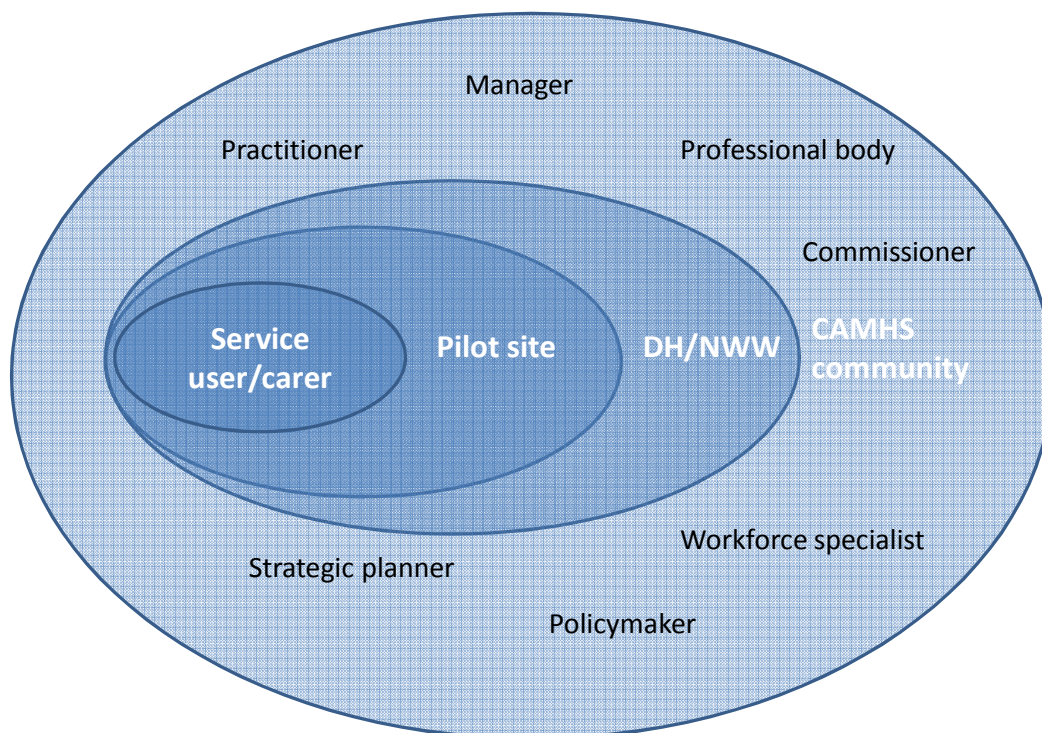 Manager
Practitioner
Professional body
Commissioner
Service
user/carer
Pilot site
DH/NWW
CAMHS
community
Workforce specialist
Strategic planner
Policymaker